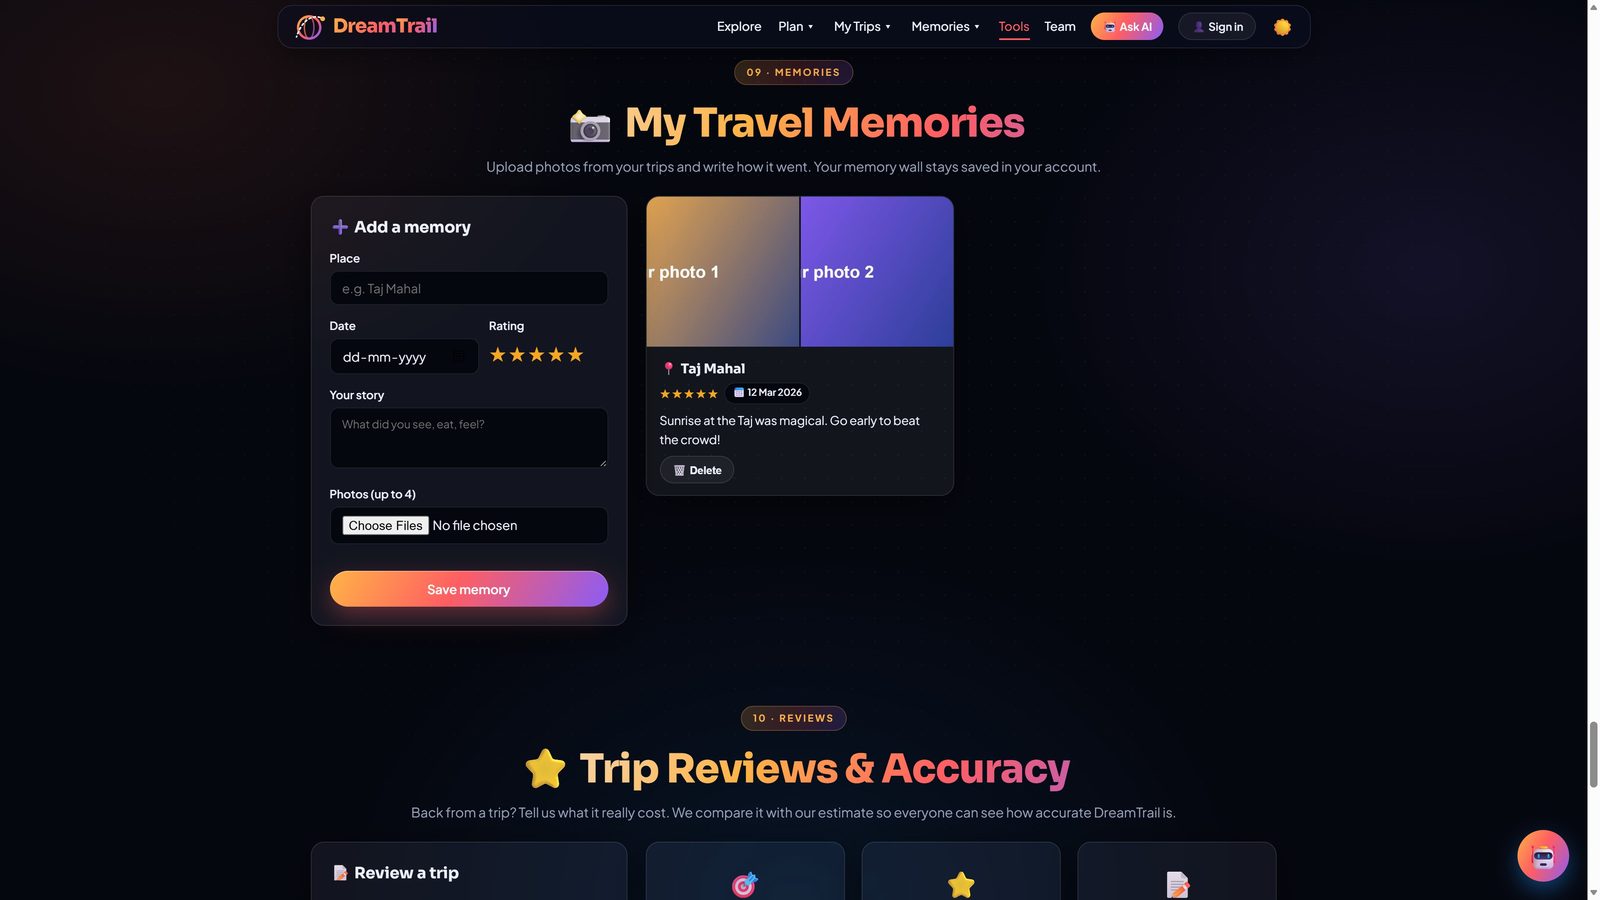 DreamTrail
Explore Plan My Trips Memories Tools Team Ask AI Sign in
09 · MEMORIES
My Travel Memories
Upload photos from your trips and write how it went. Your memory wall stays saved in your account.
Add a memory
Place
e.g. Taj Mahal
Date Rating
dd-mm-yyyy
Your story
What did you see, eat, feel?
Photos (up to 4)
Choose Files No file chosen
Save memory
r photo 1 r photo 2
Taj Mahal
12 Mar 2026
Sunrise at the Taj was magical. Go early to beat
the crowd!
Delete
10 · REVIEWS
Trip Reviews & Accuracy
Back from a trip? Tell us what it really cost. We compare it with our estimate so everyone can see how accurate DreamTrail is.
Review a trip